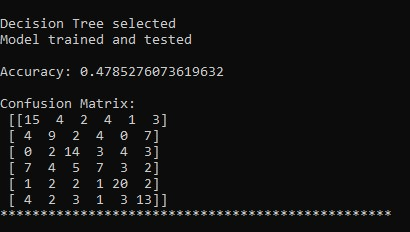 Decision Tree selected
Model trained and tested
Accuracy: 0.4785276073619632
Confusion Matrix:
[[15 4 2 4 1 3]
[ 4 9 2 4 0 7]
[ 0 2 14 3 4 3]
[ 7 4 5 7 3 2]
[ 1 2 2 1 20 2]
[ 4 2 3 1 3 13]]
*************************************************